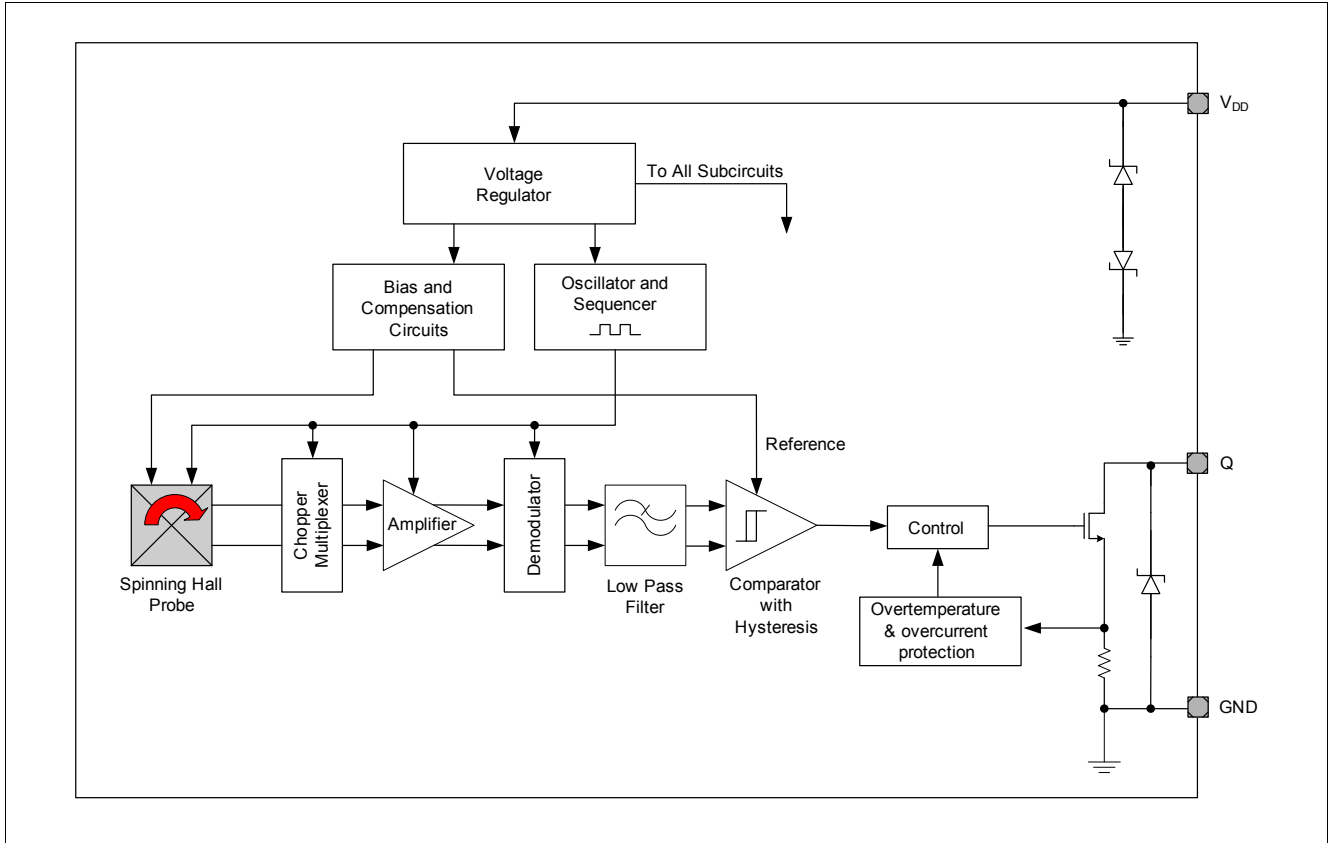 V_DD
Voltage
Regulator
To All Subcircuits
Bias and
Compensation
Circuits
Oscillator and
Sequencer
Reference
Q
Chopper
Multiplexer
Amplifier
Demodulator
Control
Spinning Hall
Probe
Low Pass
Filter
Comparator
with
Hysteresis
Overtemperature
& overcurrent
protection
GND